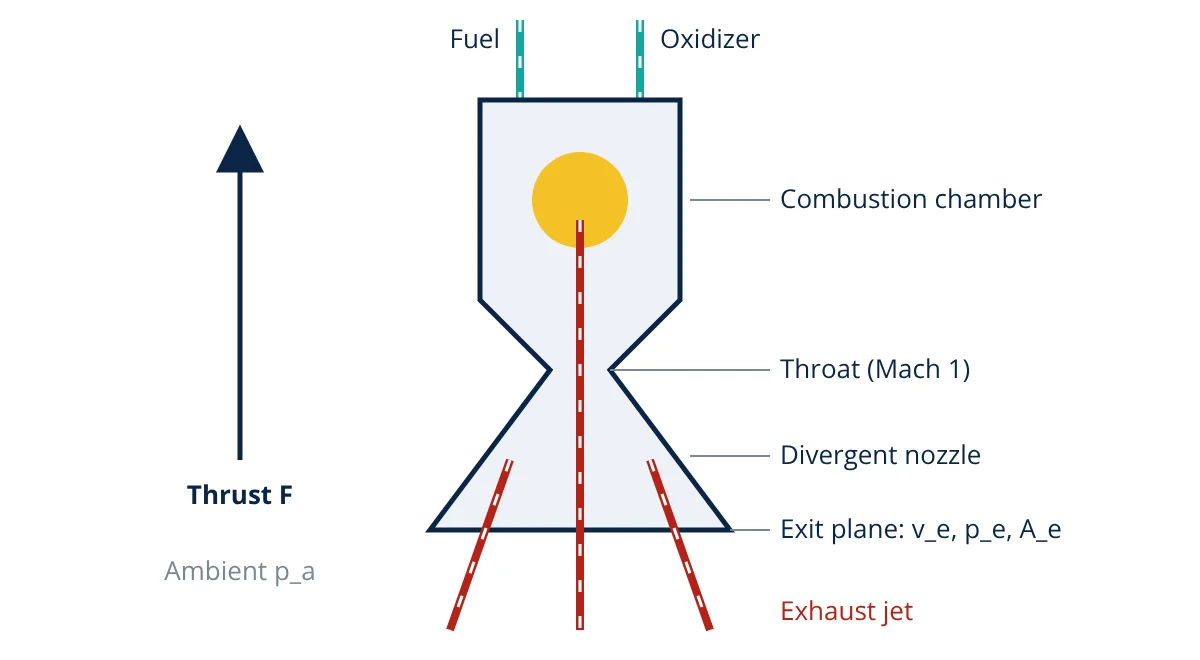 Fuel
Oxidizer
Combustion chamber
Throat (Mach 1)
Divergent nozzle
Thrust F
Exit plane: v_e, p_e, A_e
Ambient p_a
Exhaust jet